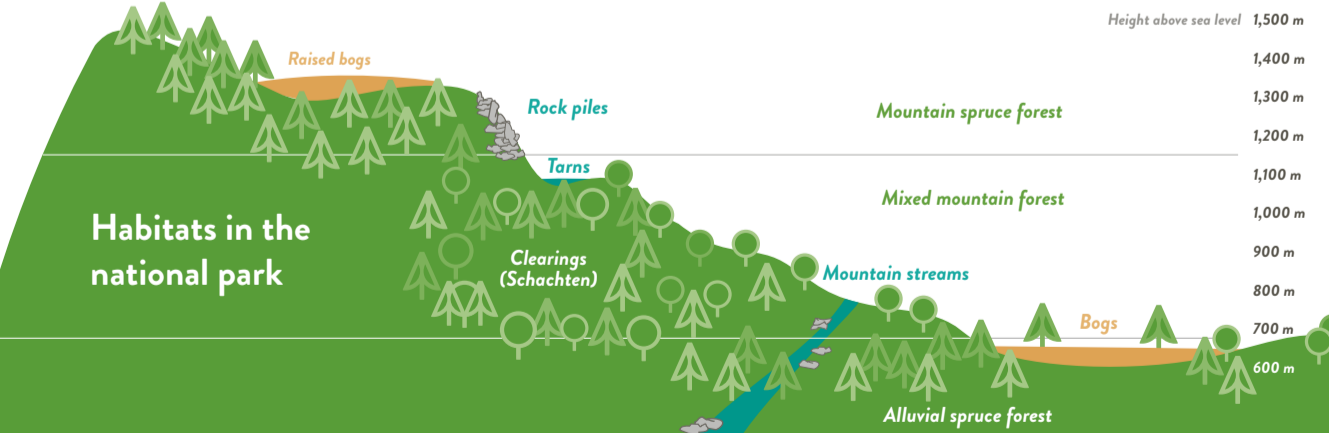 Height above sea level 1,500 m
1,400 m
Raised bogs
1,300 m
Rock piles
Mountain spruce forest
1,200 m
Tarns
1,100 m
Mixed mountain forest
1,000 m
Habitats in the
national park
900 m
Clearings
(Schachten)
Mountain streams
800 m
Bogs
700 m
600 m
Alluvial spruce forest